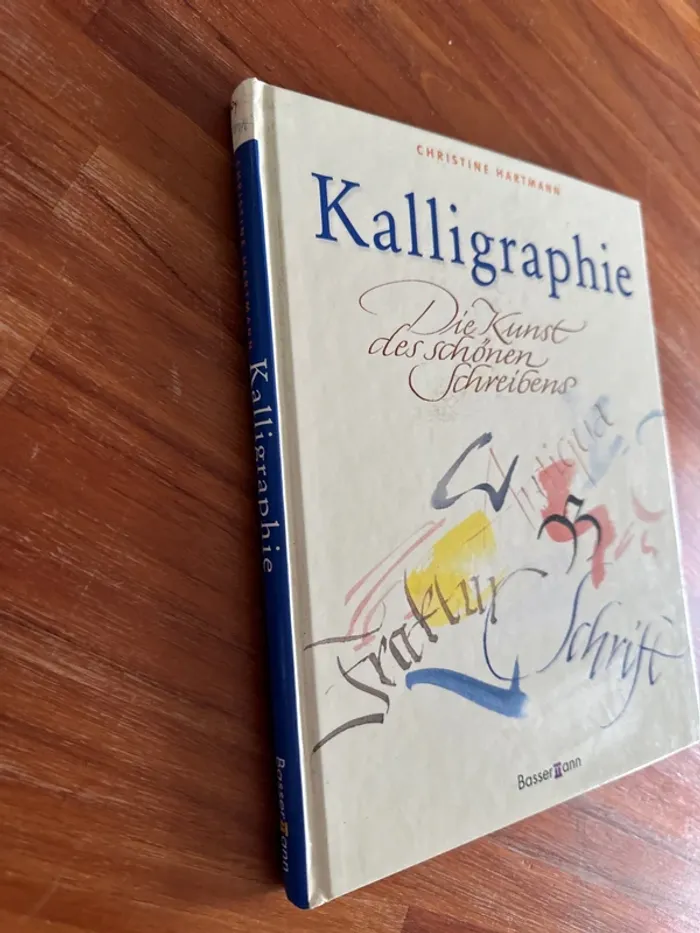 CHRISTINE HARTMANN
Kalligraphie
Die Kunst
des schönen
Schreibens
Antiqua
R
Fraktur
Schrift
Bassermann
CHRISTINE HARTMANN
Kalligraphie
Bassermann